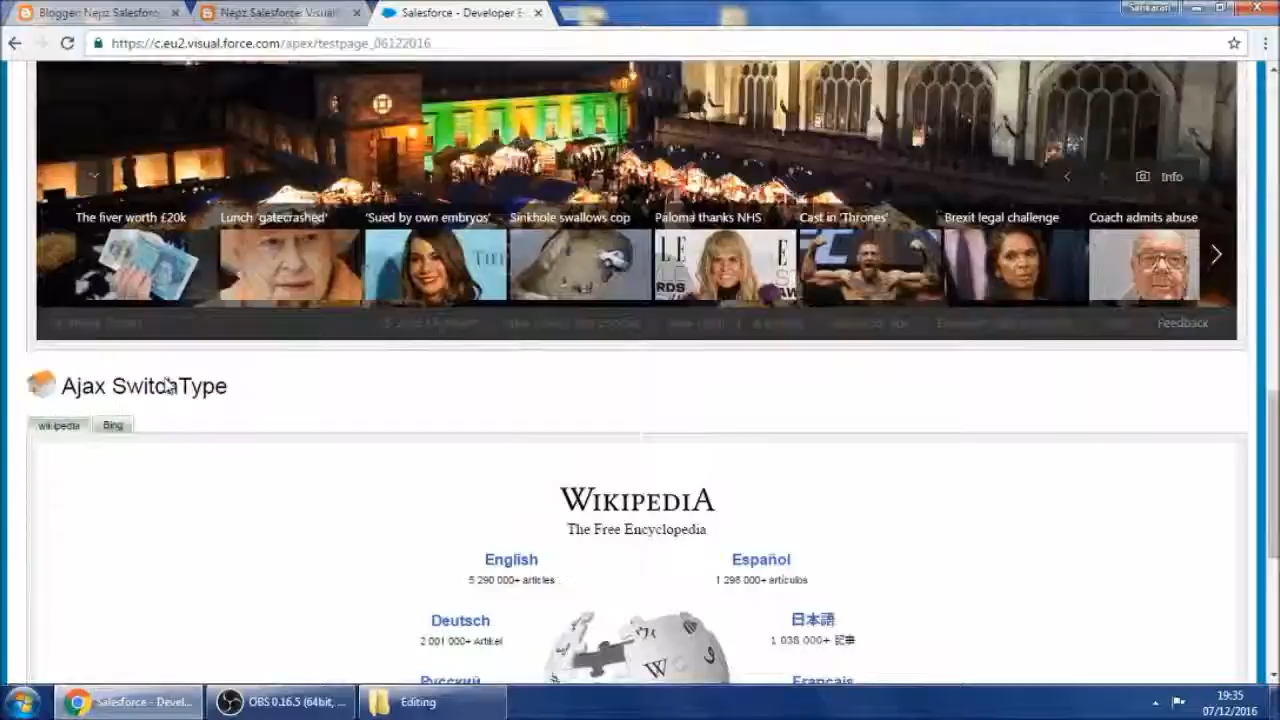 Blogger: Nepz Salesforc
Nepz Salesforce: Visual
Salesforce - Developer E
Sankaran
https://c.eu2.visual.force.com/apex/testpage_06122016
Info
The fiver worth £20k
Lunch 'gatecrashed'
'Sued by own embryos'
Sinkhole swallows cop
Paloma thanks NHS
Cast in 'Thrones'
Brexit legal challenge
Coach admits abuse
Feedback
Ajax SwitchType
wikipedia
Bing
WIKIPEDIA
The Free Encyclopedia
English
Español
5 290 000+ articles
1 298 000+ artículos
Deutsch
日本語
2 001 000+ Artikel
1 038 000+ 記事
Русский
Français
Salesforce - Devel...
OBS 0.16.5 (64bit, ...
Editing
19:35
07/12/2016